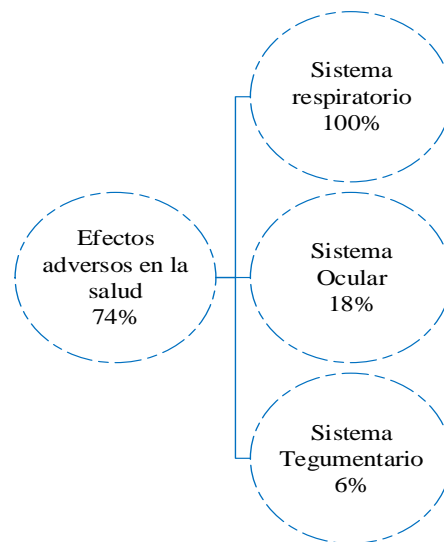 Sistema
respiratorio
100%
Efectos
adversos en la
salud
74%
Sistema
Ocular
18%
Sistema
Tegumentario
6%